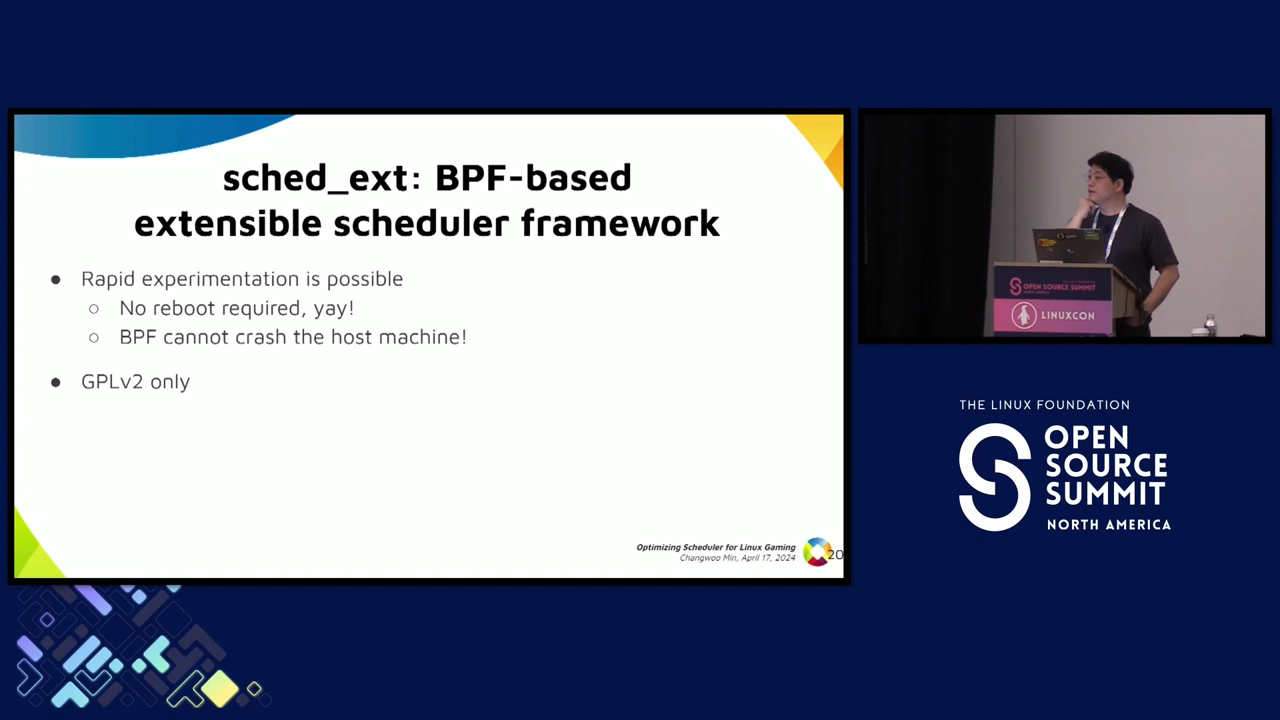 sched_ext: BPF-based
extensible scheduler framework
● Rapid experimentation is possible
○ No reboot required, yay!
○ BPF cannot crash the host machine!
● GPLv2 only
Optimizing Scheduler for Linux Gaming
Changwoo Min, April 17, 2024
20
OPEN SOURCE SUMMIT
LINUXCON
THE LINUX FOUNDATION
OPEN
SOURCE
SUMMIT
NORTH AMERICA